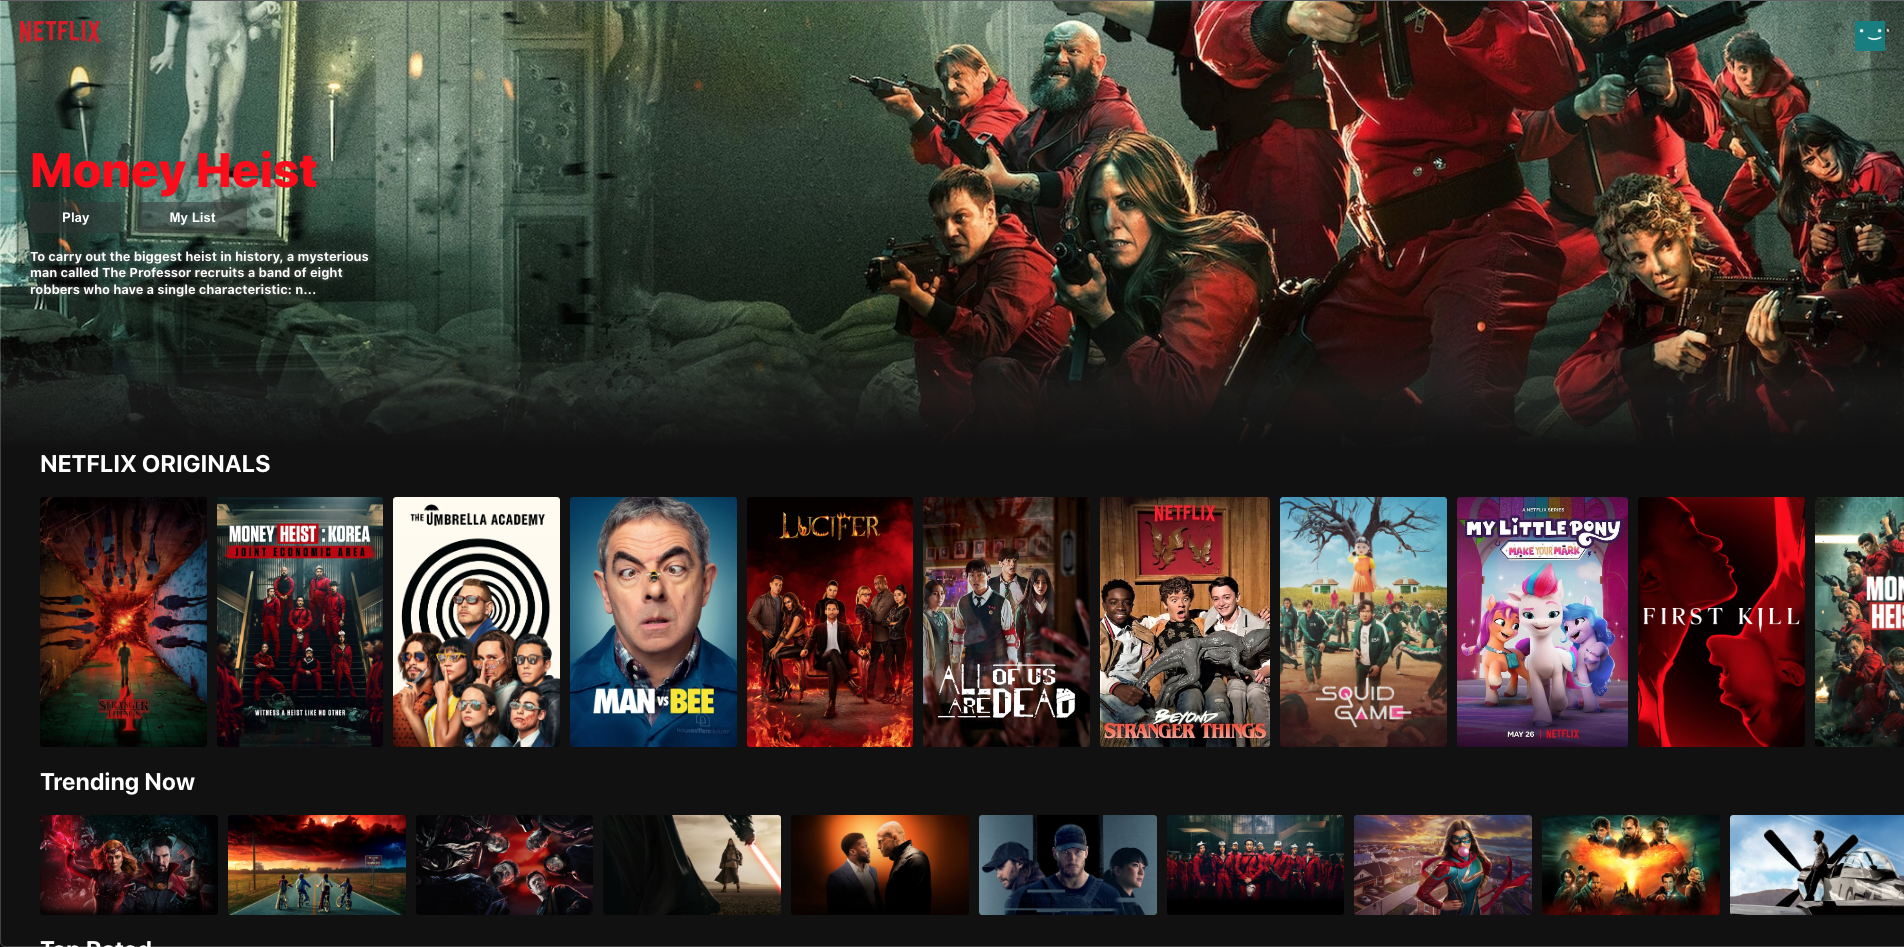 NETFLIX
Money Heist
Play
My List
To carry out the biggest heist in history, a mysterious
man called The Professor recruits a band of eight
robbers who have a single characteristic: n...
NETFLIX ORIGINALS
STRANGER
THINGS
4
MONEY HEIST : KOREA
JOINT ECONOMIC AREA
WITNESS A HEIST LIKE NO OTHER
THE UMBRELLA ACADEMY
MAN VS BEE
LUCIFER
ALL OF US
ARE DEAD
NETFLIX
BEYOND
STRANGER THINGS
SQUID
GAME
A NETFLIX SERIES
MY LITTLE PONY
MAKE YOUR MARK
MAY 26 | NETFLIX
FIRST KILL
Trending Now
Top Rated